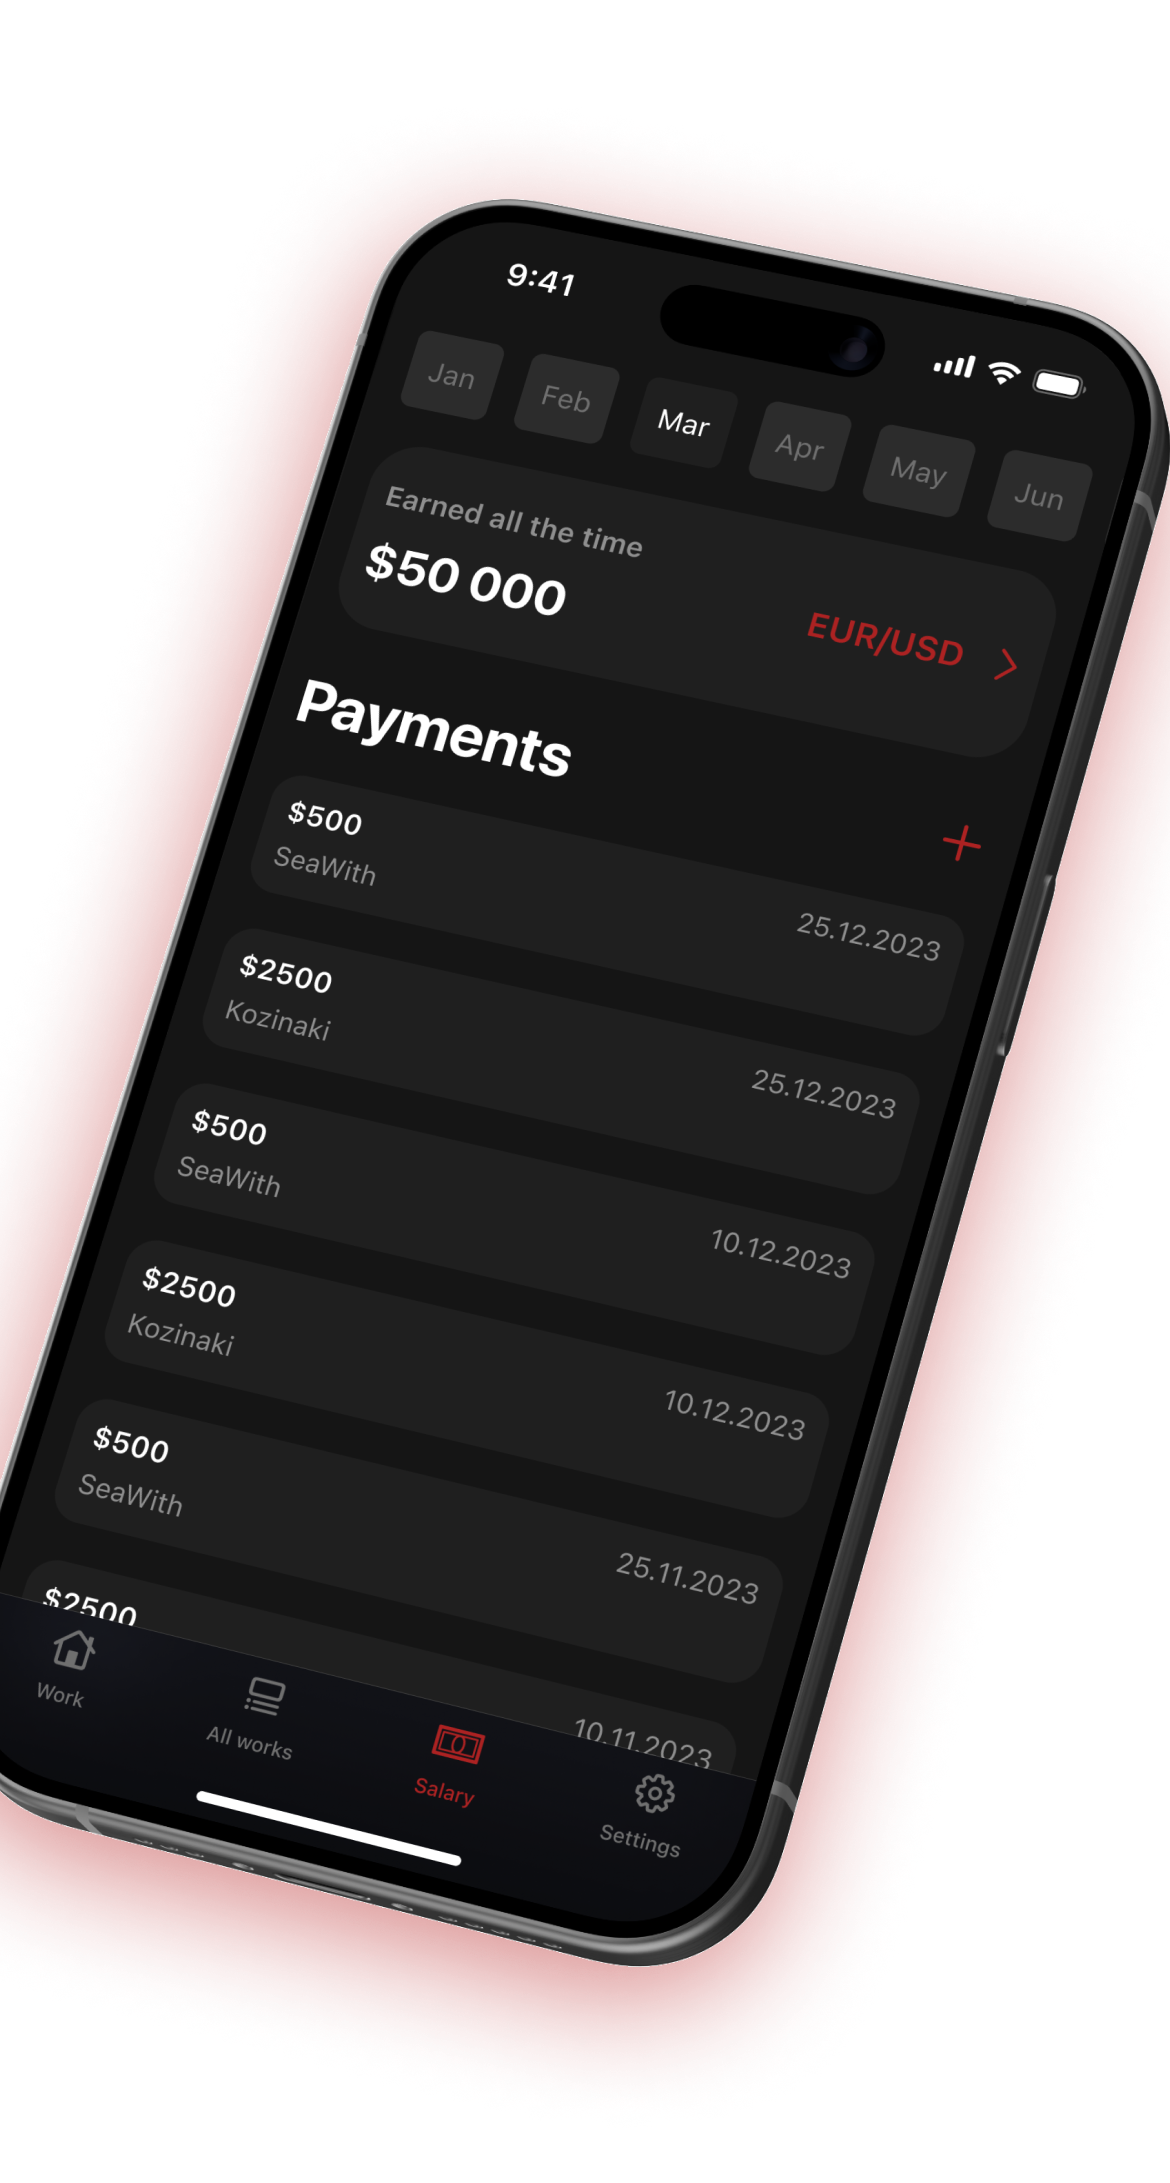 9:41
Jan Feb Mar Apr May Jun
Earned all the time
$50 000
EUR/USD
Payments
$500
SeaWith
25.12.2023
$2500
Kozinaki
25.12.2023
$500
SeaWith
10.12.2023
$2500
Kozinaki
10.12.2023
$500
SeaWith
25.11.2023
$2500
10.11.2023
Work
All works
Salary
Settings